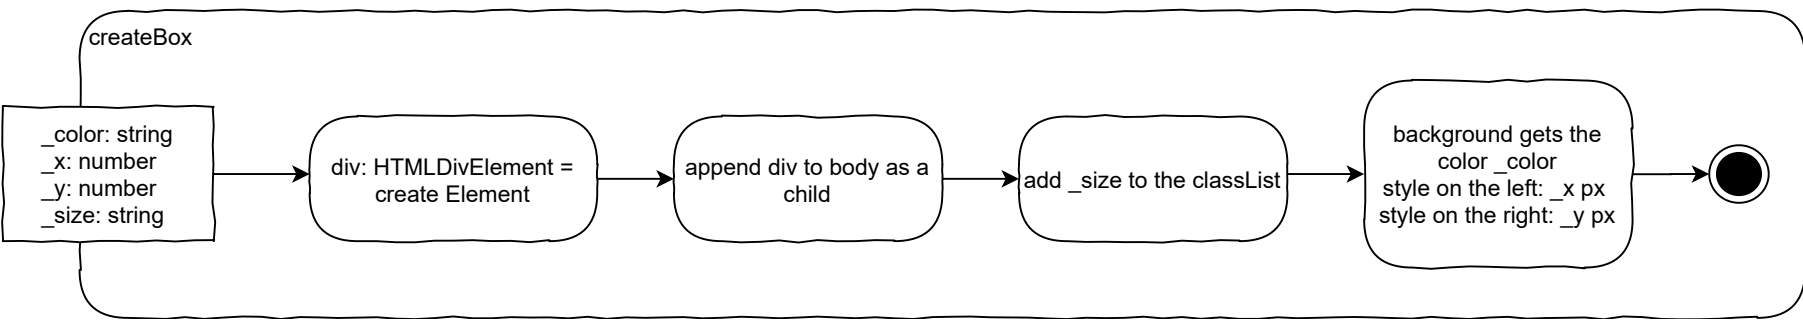 createBox
_color: string
_x: number
_y: number
_size: string
div: HTMLDivElement =
create Element
append div to body as a
child
add _size to the classList
background gets the
color _color
style on the left: _x px
style on the right: _y px